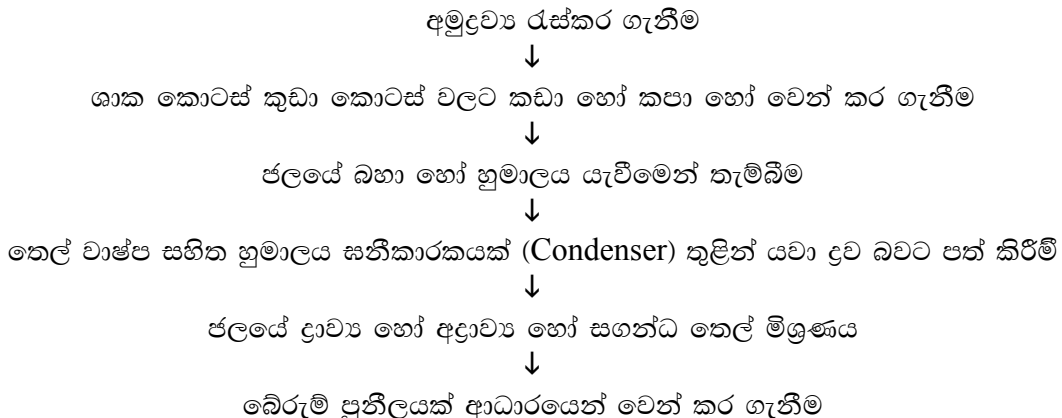 අමුද්‍රව්‍ය රැස්කර ගැනීම
↓
ශාක කොටස් කුඩා කොටස් වලට කඩා හෝ කපා හෝ වෙන් කර ගැනීම
↓
ජලයේ බහා හෝ හුමාලය යැවීමෙන් තැම්බීම
↓
තෙල් වාෂ්ප සහිත හුමාලය ඝනීකාරකයක් (Condenser) තුළින් යවා ද්‍රව බවට පත් කිරීම්
↓
ජලයේ ද්‍රාව්‍ය හෝ අද්‍රාව්‍ය හෝ සගන්ධ තෙල් මිශ්‍රණය
↓
බේරුම් පුනීලයක් ආධාරයෙන් වෙන් කර ගැනීම